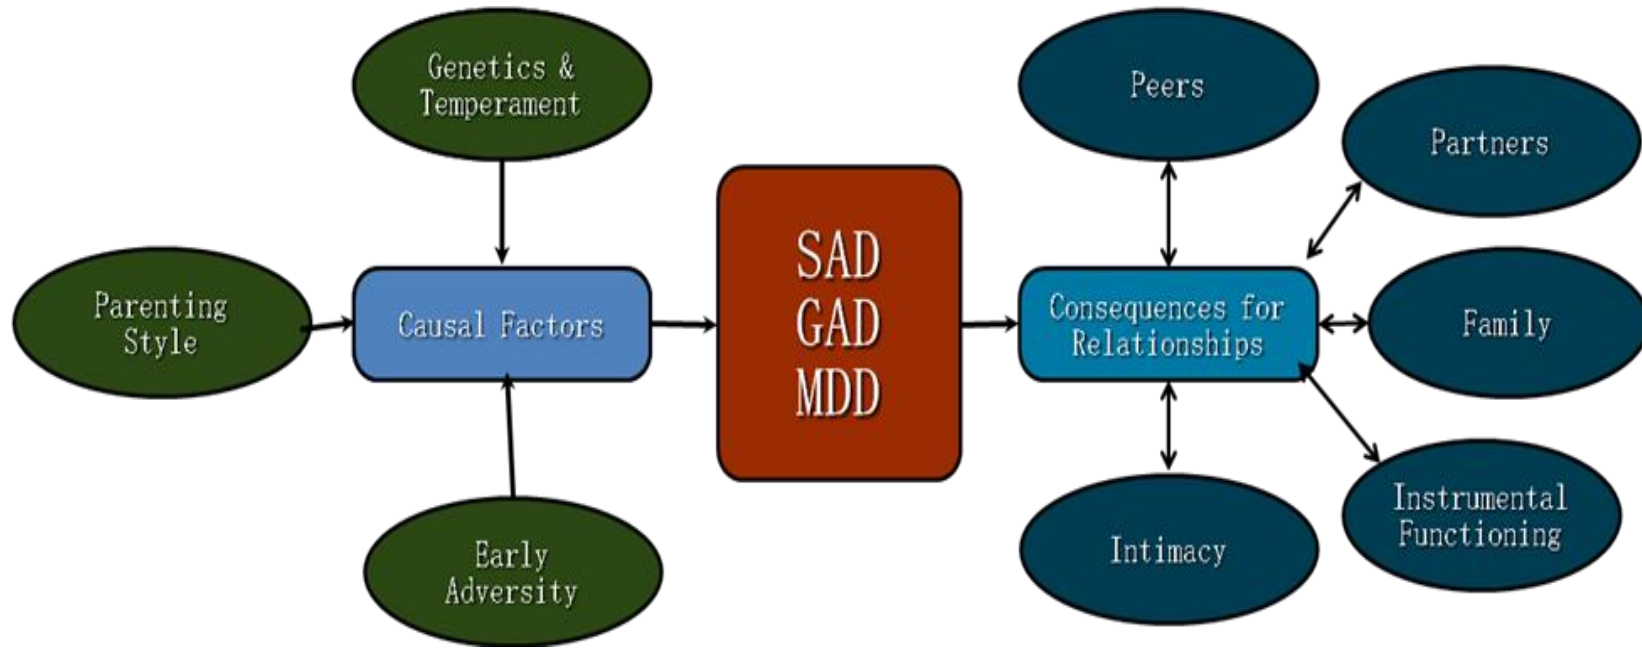 Genetics &
Temperament
Peers
Partners
Parenting
Style
Causal Factors
SAD
GAD
MDD
Consequences for
Relationships
Family
Early
Adversity
Intimacy
Instrumental
Functioning